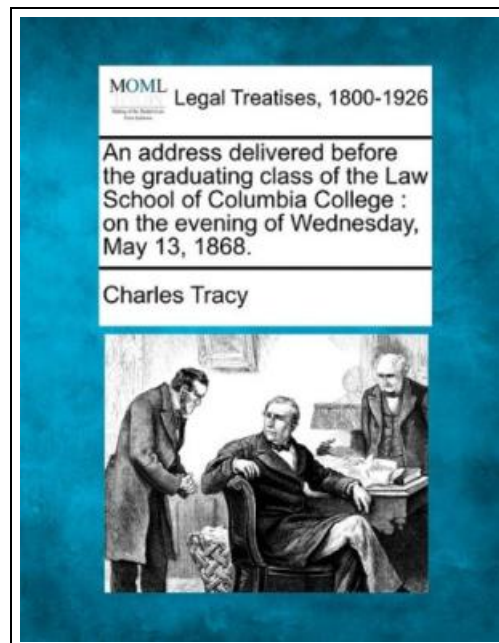 MOML
Legal Treatises, 1800-1926
An address delivered before
the graduating class of the Law
School of Columbia College :
on the evening of Wednesday,
May 13, 1868.
Charles Tracy